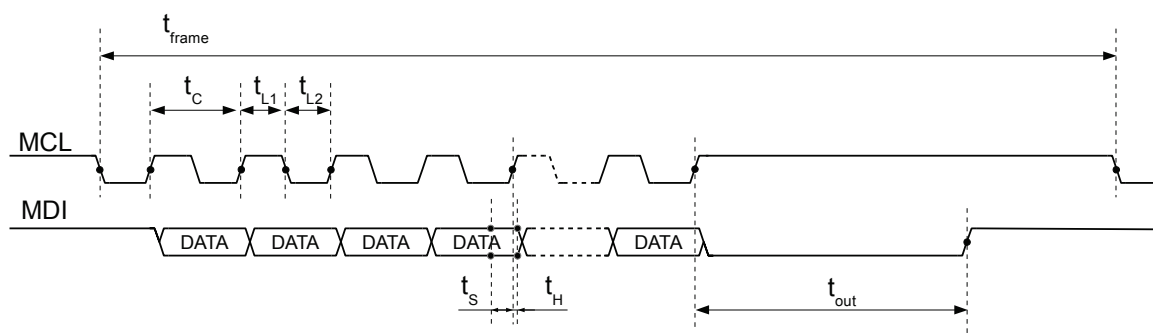 t_frame
t_C t_L1 t_L2
MCL
MDI
DATA DATA DATA DATA DATA
t_S t_H t_out